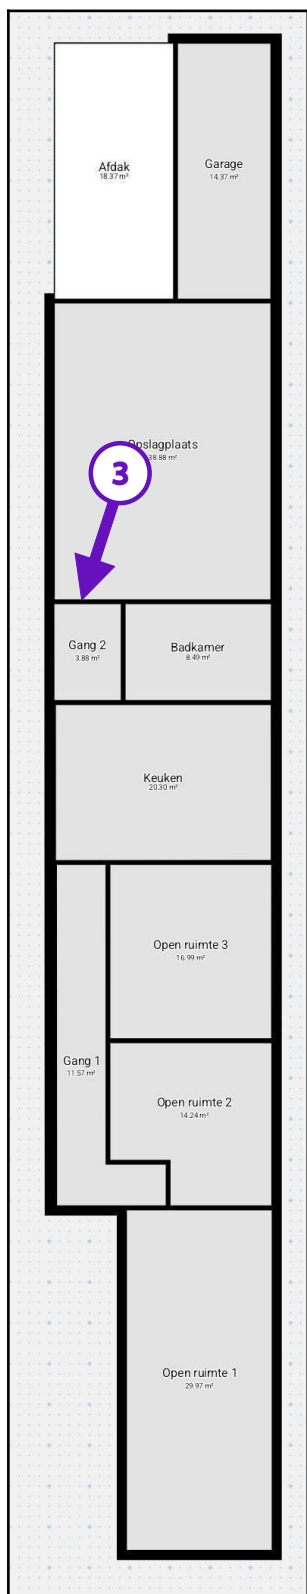 Afdak
18.37 m²
Garage
14.37 m²
Opslagplaats
38.88 m²
3
Gang 2
3.88 m²
Badkamer
8.49 m²
Keuken
20.30 m²
Open ruimte 3
16.99 m²
Gang 1
11.57 m²
Open ruimte 2
14.24 m²
Open ruimte 1
29.97 m²